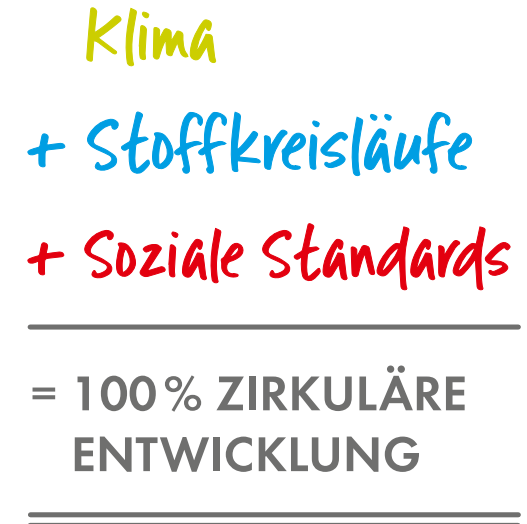 Klima
+ Stoffkreisläufe
+ Soziale Standards
= 100 % ZIRKULÄRE
ENTWICKLUNG